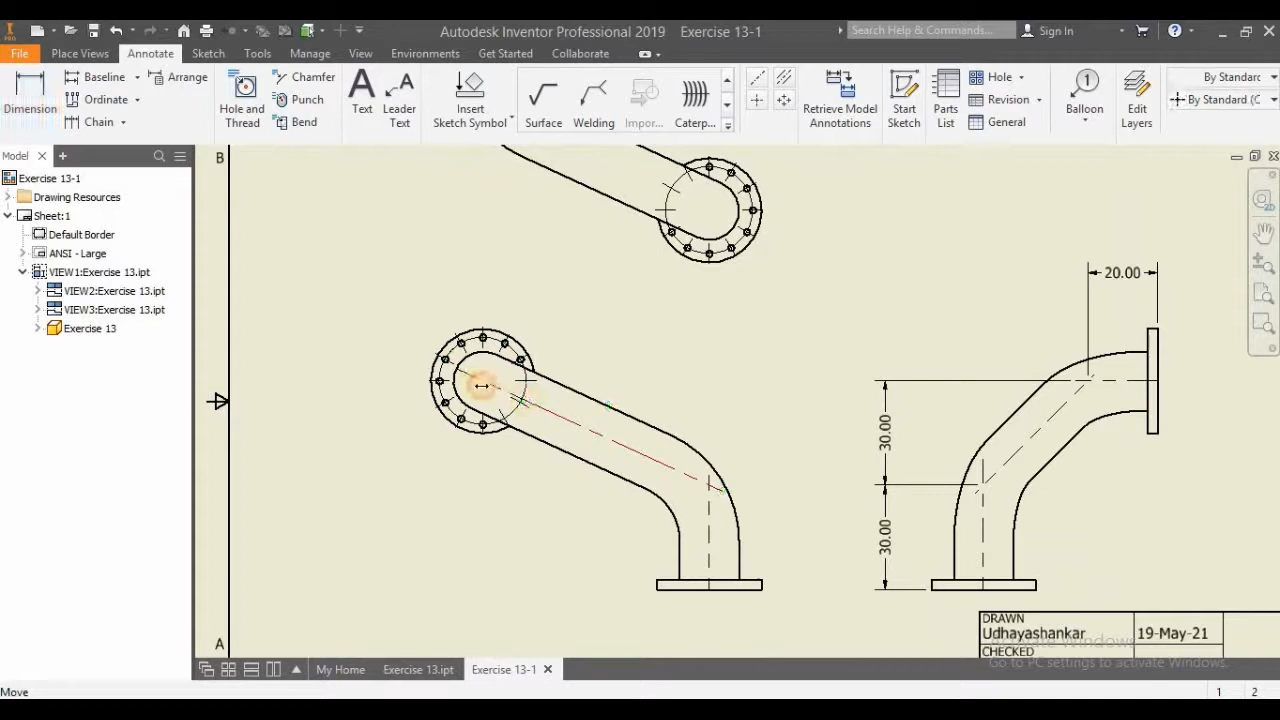 PRO
Autodesk Inventor Professional 2019 Exercise 13-1
Search Help & Commands...
Sign In
File
Place Views
Annotate
Sketch
Tools
Manage
View
Environments
Get Started
Collaborate
Dimension
Baseline
Arrange
Ordinate
Chain
Hole and
Thread
Chamfer
Punch
Bend
Text
Leader
Text
Insert
Sketch Symbol
Surface
Welding
Impor...
Caterp...
Retrieve Model
Annotations
Start
Sketch
Parts
List
Hole
Revision
General
Balloon
Edit
Layers
By Standarc
By Standard (C
Model
Exercise 13-1
Drawing Resources
Sheet:1
Default Border
ANSI - Large
VIEW1:Exercise 13.ipt
VIEW2:Exercise 13.ipt
VIEW3:Exercise 13.ipt
Exercise 13
B
20.00
30.00
30.00
A
DRAWN
Udhayashankar
19-May-21
CHECKED
Activate Windows
Go to PC settings to activate Windows.
My Home
Exercise 13.ipt
Exercise 13-1
Move
1
2